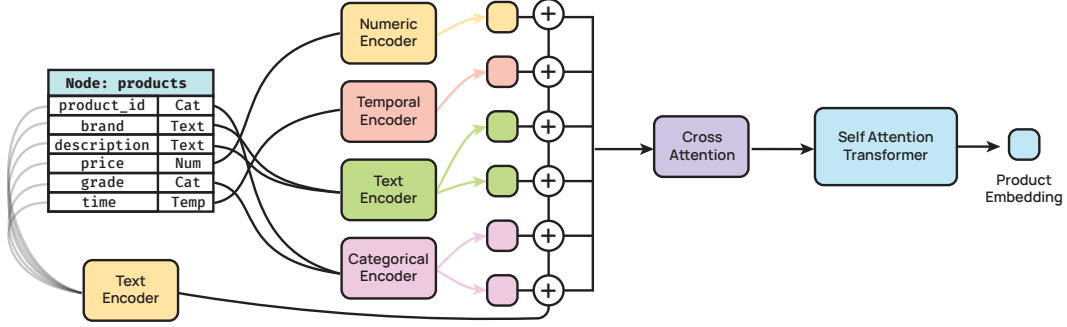 Node: products
product_id Cat
brand Text
description Text
price Num
grade Cat
time Temp
Text
Encoder
Numeric
Encoder
Temporal
Encoder
Text
Encoder
Categorical
Encoder
+
+
+
+
+
+
Cross
Attention
Self Attention
Transformer
Product
Embedding